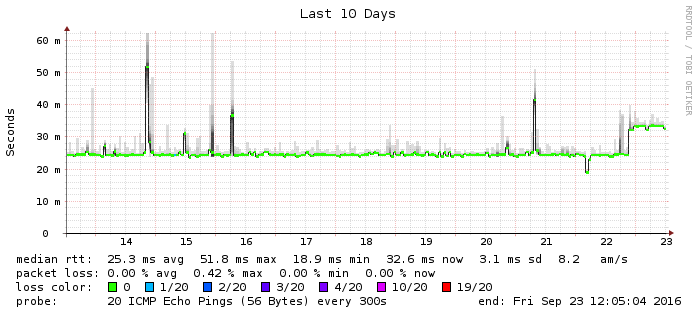 Last 10 Days
RRDTOOL / TOBI OETIKER
Seconds
60 m
50 m
40 m
30 m
20 m
10 m
0
14 15 16 17 18 19 20 21 22 23
median rtt: 25.3 ms avg 51.8 ms max 18.9 ms min 32.6 ms now 3.1 ms sd 8.2 am/s
packet loss: 0.00 % avg 0.42 % max 0.00 % min 0.00 % now
loss color: 0 1/20 2/20 3/20 4/20 10/20 19/20
probe: 20 ICMP Echo Pings (56 Bytes) every 300s end: Fri Sep 23 12:05:04 2016